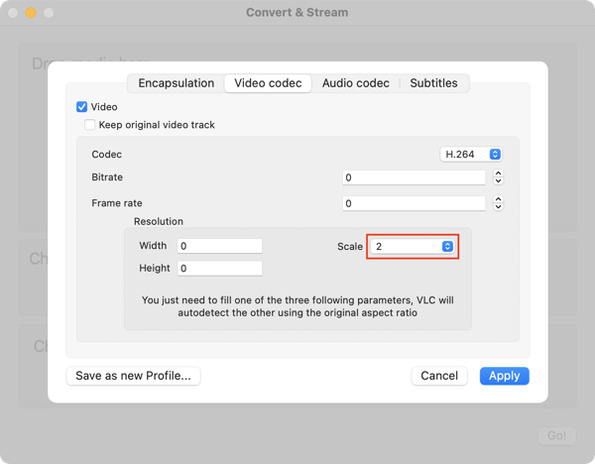 Convert & Stream
Drop media here
Encapsulation Video codec Audio codec Subtitles
Video
Keep original video track
Codec H.264
Bitrate 0
Frame rate 0
Resolution
Width 0 Scale 2
Height 0
You just need to fill one of the three following parameters, VLC will
autodetect the other using the original aspect ratio
Ch
Ch
Save as new Profile... Cancel Apply
Go!